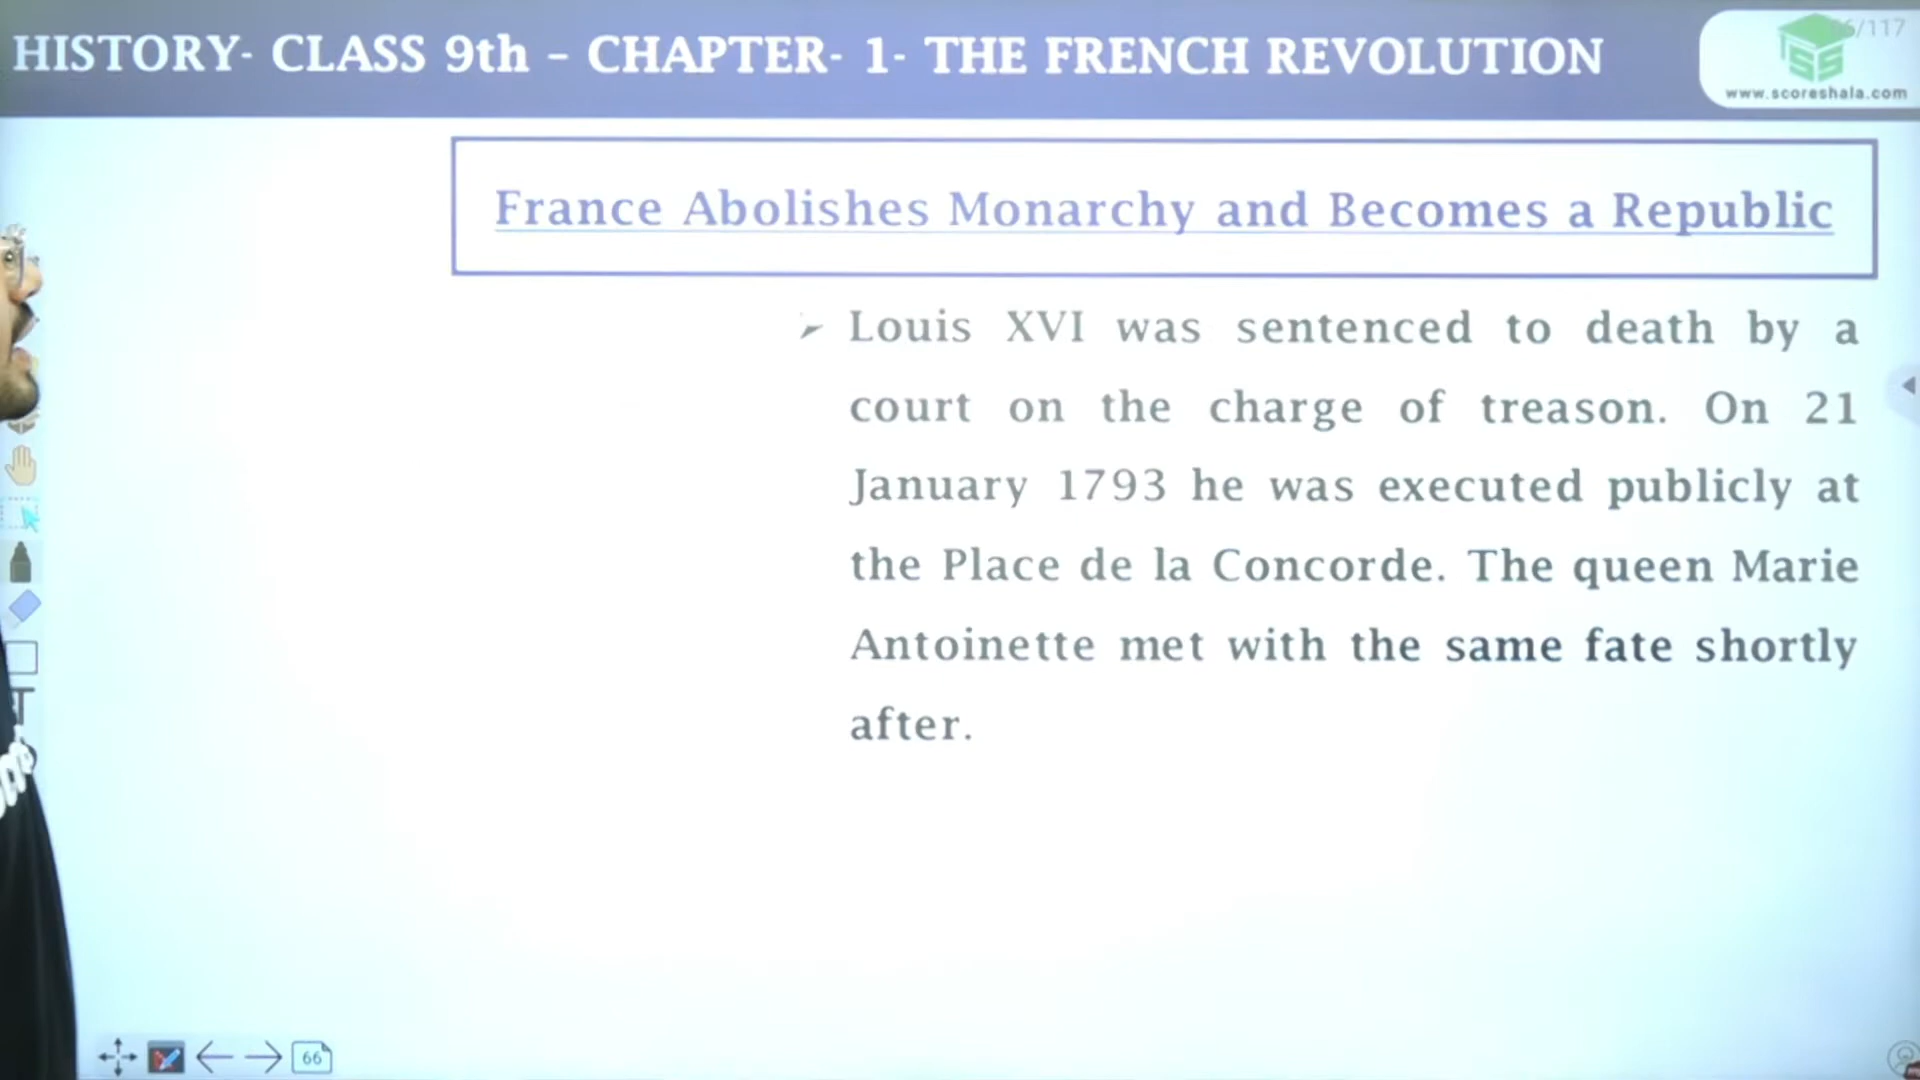 HISTORY- CLASS 9th – CHAPTER- 1- THE FRENCH REVOLUTION
/117
www.scoreshala.com
France Abolishes Monarchy and Becomes a Republic
➢ Louis XVI was sentenced to death by a
court on the charge of treason. On 21
January 1793 he was executed publicly at
the Place de la Concorde. The queen Marie
Antoinette met with the same fate shortly
after.
T
66